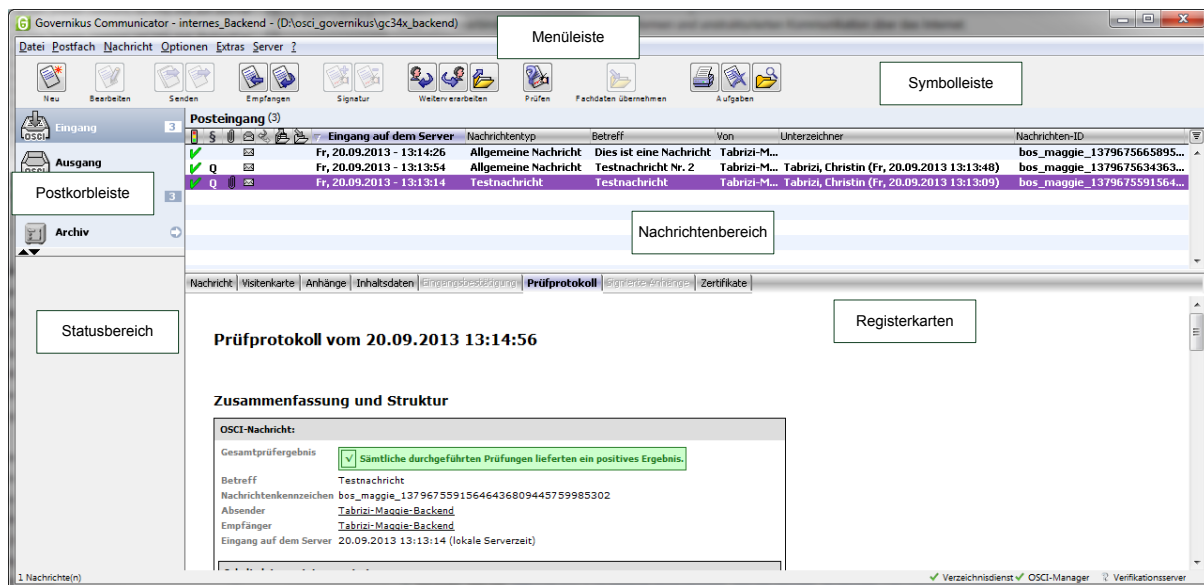 Governikus Communicator - internes_Backend - (D:\osci_governikus\gc34x_backend)
Menüleiste
Datei Postfach Nachricht Optionen Extras Server ?
Symbolleiste
Neu Bearbeiten Senden Empfangen Signatur Weiterverarbeiten Prüfen Fachdaten übernehmen Aufgaben
OSCI Eingang 3
Posteingang (3)
§ Eingang auf dem Server Nachrichtentyp Betreff Von Unterzeichner Nachrichten-ID
Fr, 20.09.2013 - 13:14:26 Allgemeine Nachricht Dies ist eine Nachricht Tabrizi-M... bos_maggie_1379675665895...
OSCI Ausgang
Q Fr, 20.09.2013 - 13:13:54 Allgemeine Nachricht Testnachricht Nr. 2 Tabrizi-M... Tabrizi, Christin (Fr, 20.09.2013 13:13:48) bos_maggie_1379675634363...
Q Fr, 20.09.2013 - 13:13:14 Testnachricht Testnachricht Tabrizi-M... Tabrizi, Christin (Fr, 20.09.2013 13:13:09) bos_maggie_1379675591564...
Postkorbleiste
3
Nachrichtenbereich
Archiv
Nachricht Visitenkarte Anhänge Inhaltsdaten Eingangsbestätigung Prüfprotokoll Signierte Anhänge Zertifikate
Statusbereich
Registerkarten
Prüfprotokoll vom 20.09.2013 13:14:56
Zusammenfassung und Struktur
OSCI-Nachricht:
Gesamtprüfergebnis √ Sämtliche durchgeführten Prüfungen lieferten ein positives Ergebnis.
Betreff Testnachricht
Nachrichtenkennzeichen bos_maggie_13796755915646436809445759985302
Absender Tabrizi-Maggie-Backend
Empfänger Tabrizi-Maggie-Backend
Eingang auf dem Server 20.09.2013 13:13:14 (lokale Serverzeit)
1 Nachrichte(n)
Verzeichnisdienst OSCI-Manager ? Verifikationsserver